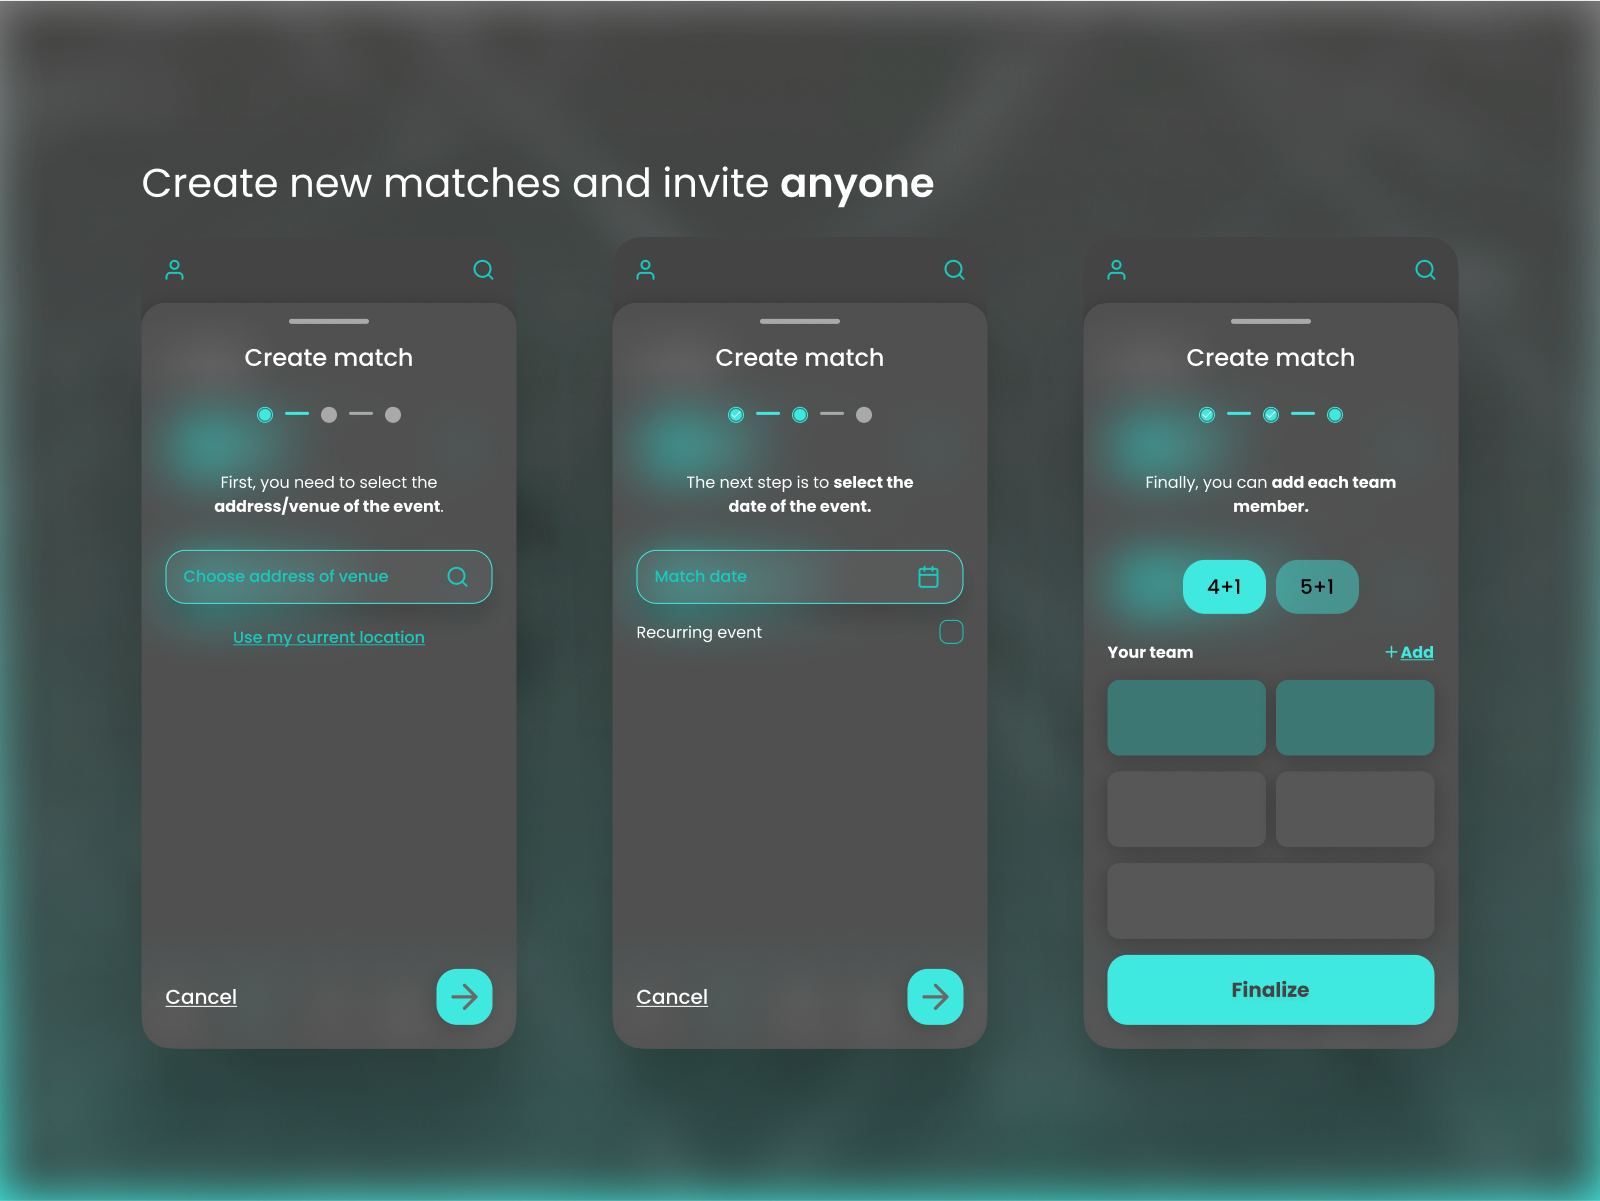 Create new matches and invite anyone
Create match
First, you need to select the
address/venue of the event.
Choose address of venue
Use my current location
Cancel
Create match
The next step is to select the
date of the event.
Match date
Recurring event
Cancel
Create match
Finally, you can add each team
member.
4+1
5+1
Your team
+ Add
Finalize